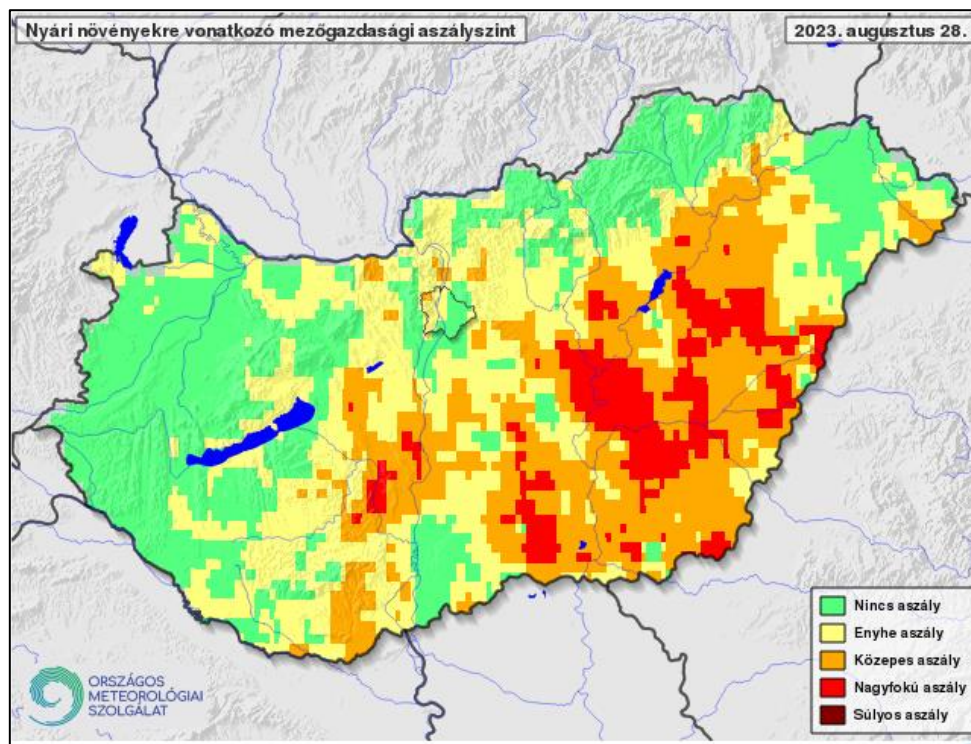 Nyári növényekre vonatkozó mezőgazdasági aszályszint
2023. augusztus 28.
Nincs aszály
Enyhe aszály
Közepes aszály
Nagyfokú aszály
Súlyos aszály
ORSZÁGOS
METEOROLÓGIAI
SZOLGÁLAT